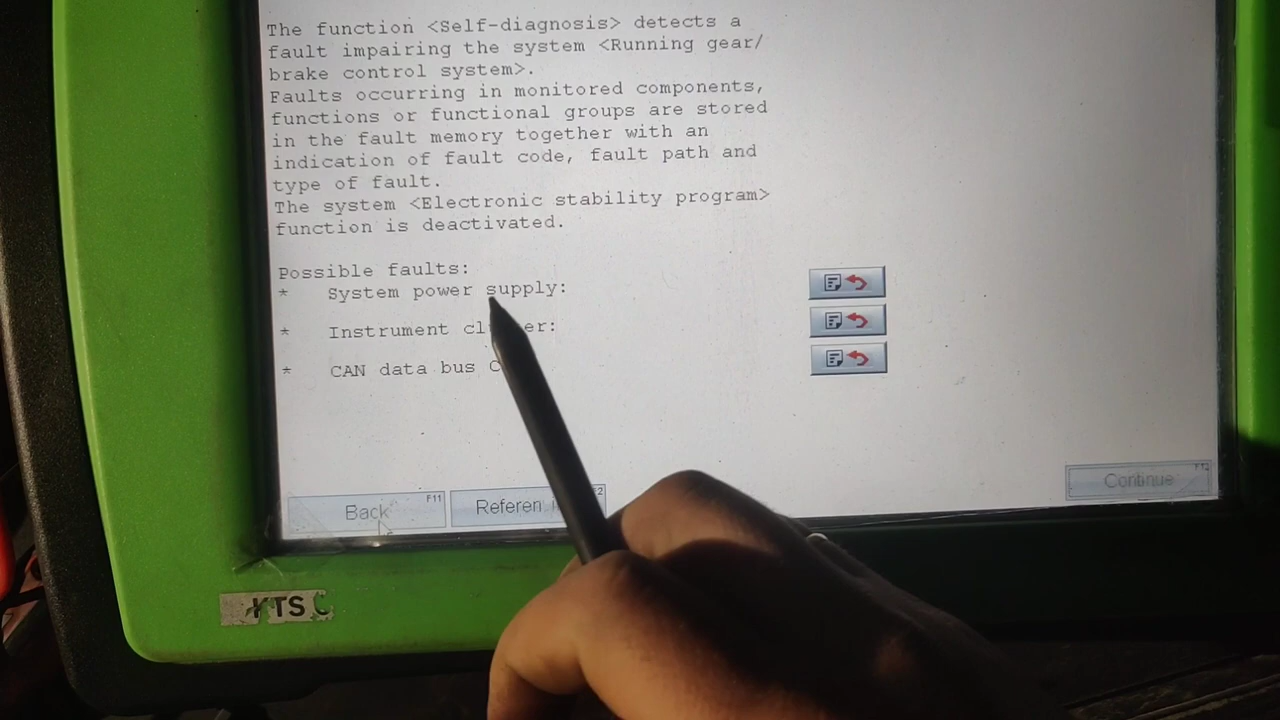 The function <Self-diagnosis> detects a
fault impairing the system <Running gear/
brake control system>.
Faults occurring in monitored components,
functions or functional groups are stored
in the fault memory together with an
indication of fault code, fault path and
type of fault.
The system <Electronic stability program>
function is deactivated.
Possible faults:
* System power supply:
* Instrument
* CAN data bus
Back F11
Continue F12
KTS